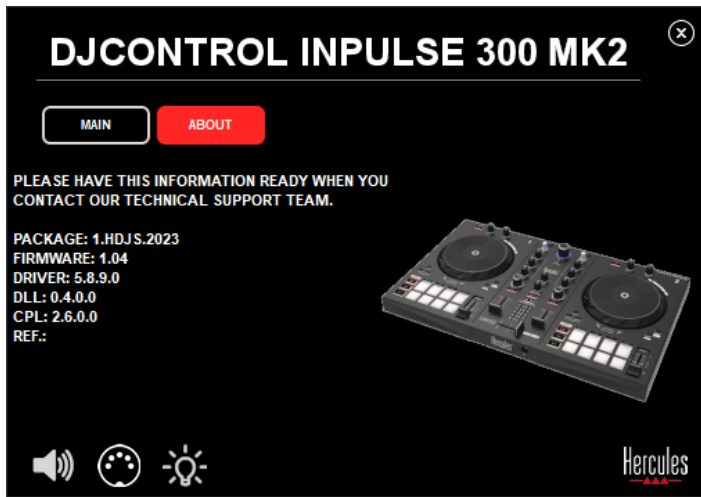 DJCONTROL INPULSE 300 MK2
MAIN
ABOUT
PLEASE HAVE THIS INFORMATION READY WHEN YOU
CONTACT OUR TECHNICAL SUPPORT TEAM.
PACKAGE: 1.HDJS.2023
FIRMWARE: 1.04
DRIVER: 5.8.9.0
DLL: 0.4.0.0
CPL: 2.6.0.0
REF.:
Hercules
Hercules